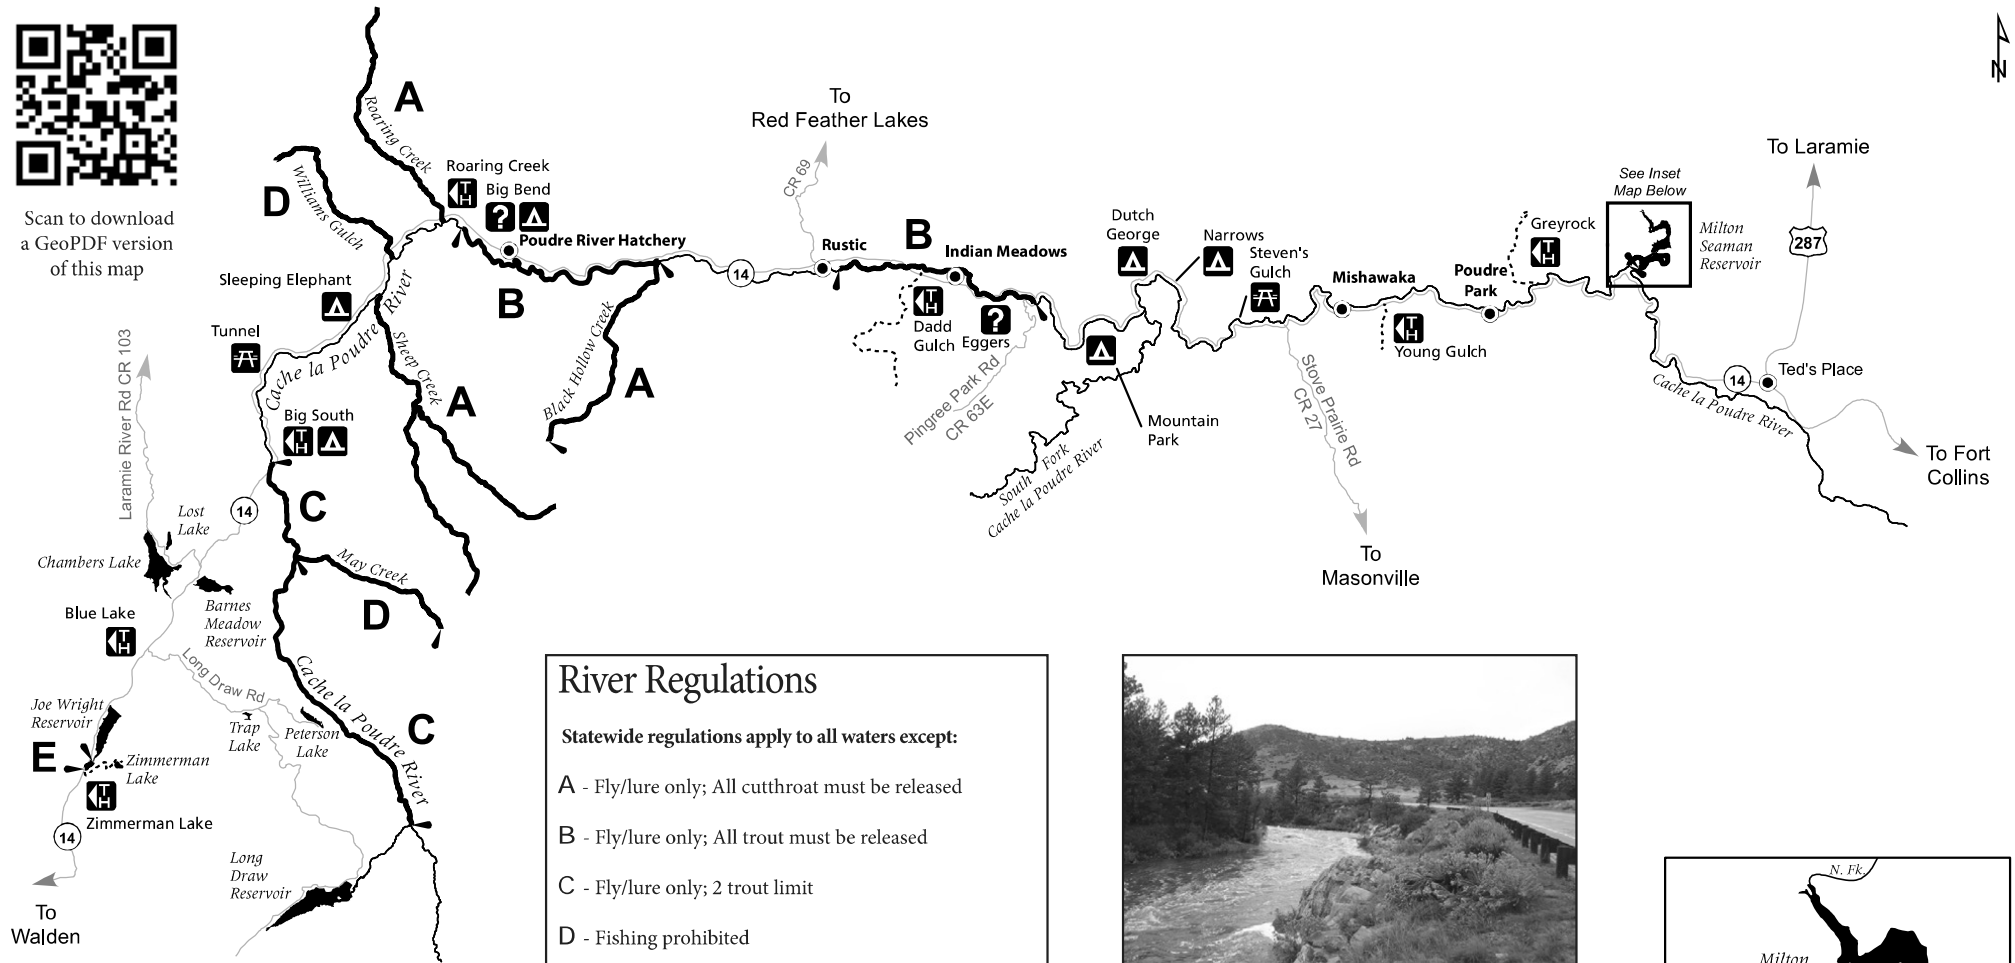 Scan to download
a GeoPDF version
of this map
A
Roaring Creek
D
Williams Gulch
Roaring Creek
TH
Big Bend
?
Poudre River Hatchery
Sleeping Elephant
Tunnel
Cache la Poudre River
B
Sheep Creek
A
Black Hollow Creek
A
Laramie River Rd CR 103
Big South
TH
C
14
Lost
Lake
Chambers Lake
May Creek
D
Blue Lake
TH
Barnes
Meadow
Reservoir
Long Draw Rd
Joe Wright
Reservoir
Trap
Lake
Peterson
Lake
Cache la Poudre River
C
E
Zimmerman
Lake
TH
Zimmerman Lake
14
Long
Draw
Reservoir
To
Walden
To
Red Feather Lakes
CR 69
14
Rustic
B
Indian Meadows
TH
Dadd
Gulch
?
Eggers
Pingree Park Rd
CR 63E
South Fork
Cache la Poudre River
Mountain
Park
Dutch
George
Narrows
Steven's
Gulch
Mishawaka
Stove Prairie Rd
CR 27
To
Masonville
TH
Young Gulch
Poudre
Park
Greyrock
TH
See Inset
Map Below
Milton
Seaman
Reservoir
To Laramie
287
14
Ted's Place
Cache la Poudre River
To Fort
Collins
N
River Regulations
Statewide regulations apply to all waters except:
A - Fly/lure only; All cutthroat must be released
B - Fly/lure only; All trout must be released
C - Fly/lure only; 2 trout limit
D - Fishing prohibited
N. Fk.
Milton